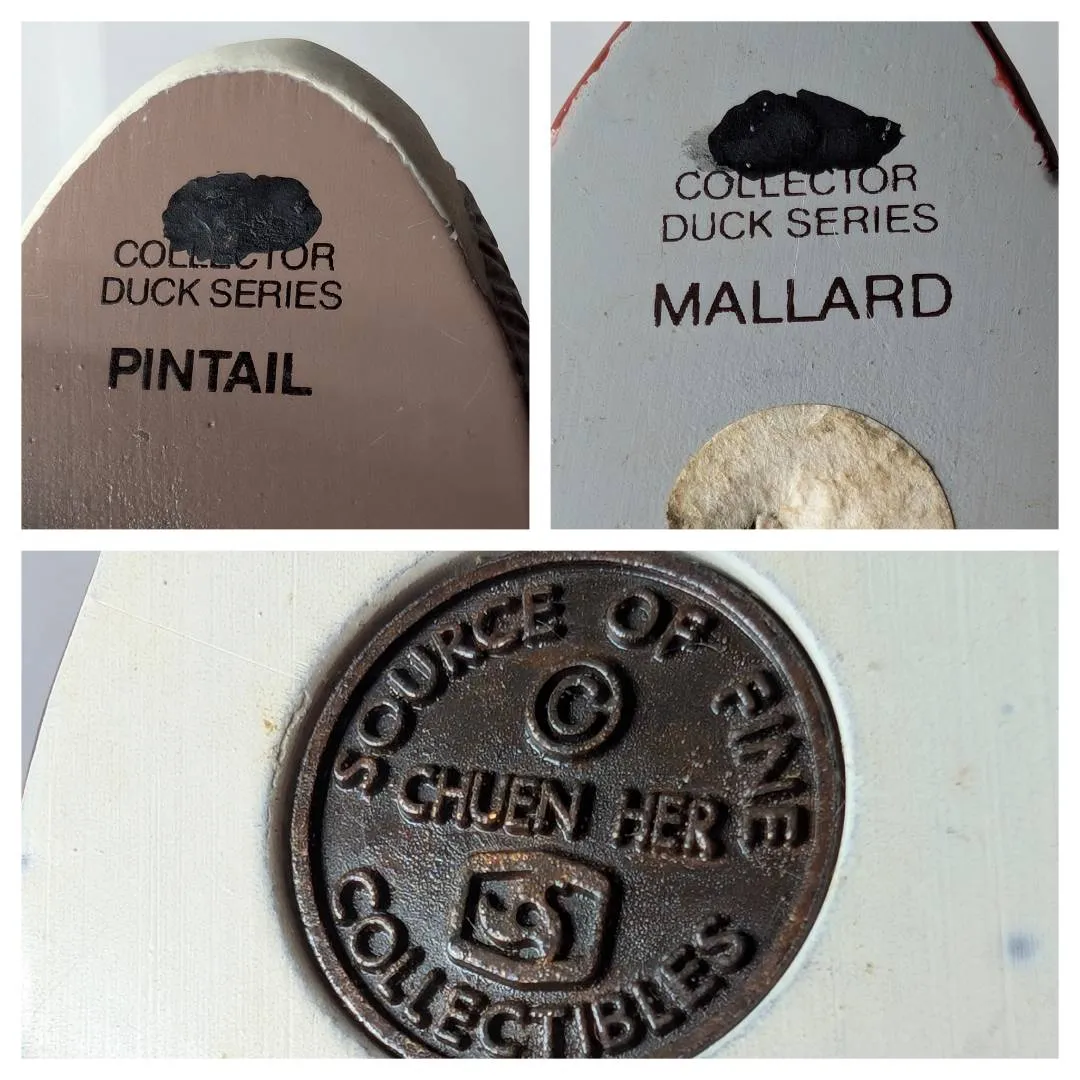 COLLECTOR
DUCK SERIES
PINTAIL
COLLECTOR
DUCK SERIES
MALLARD
SOURCE OF FINE
©
CHUEN HER
COLLECTIBLES